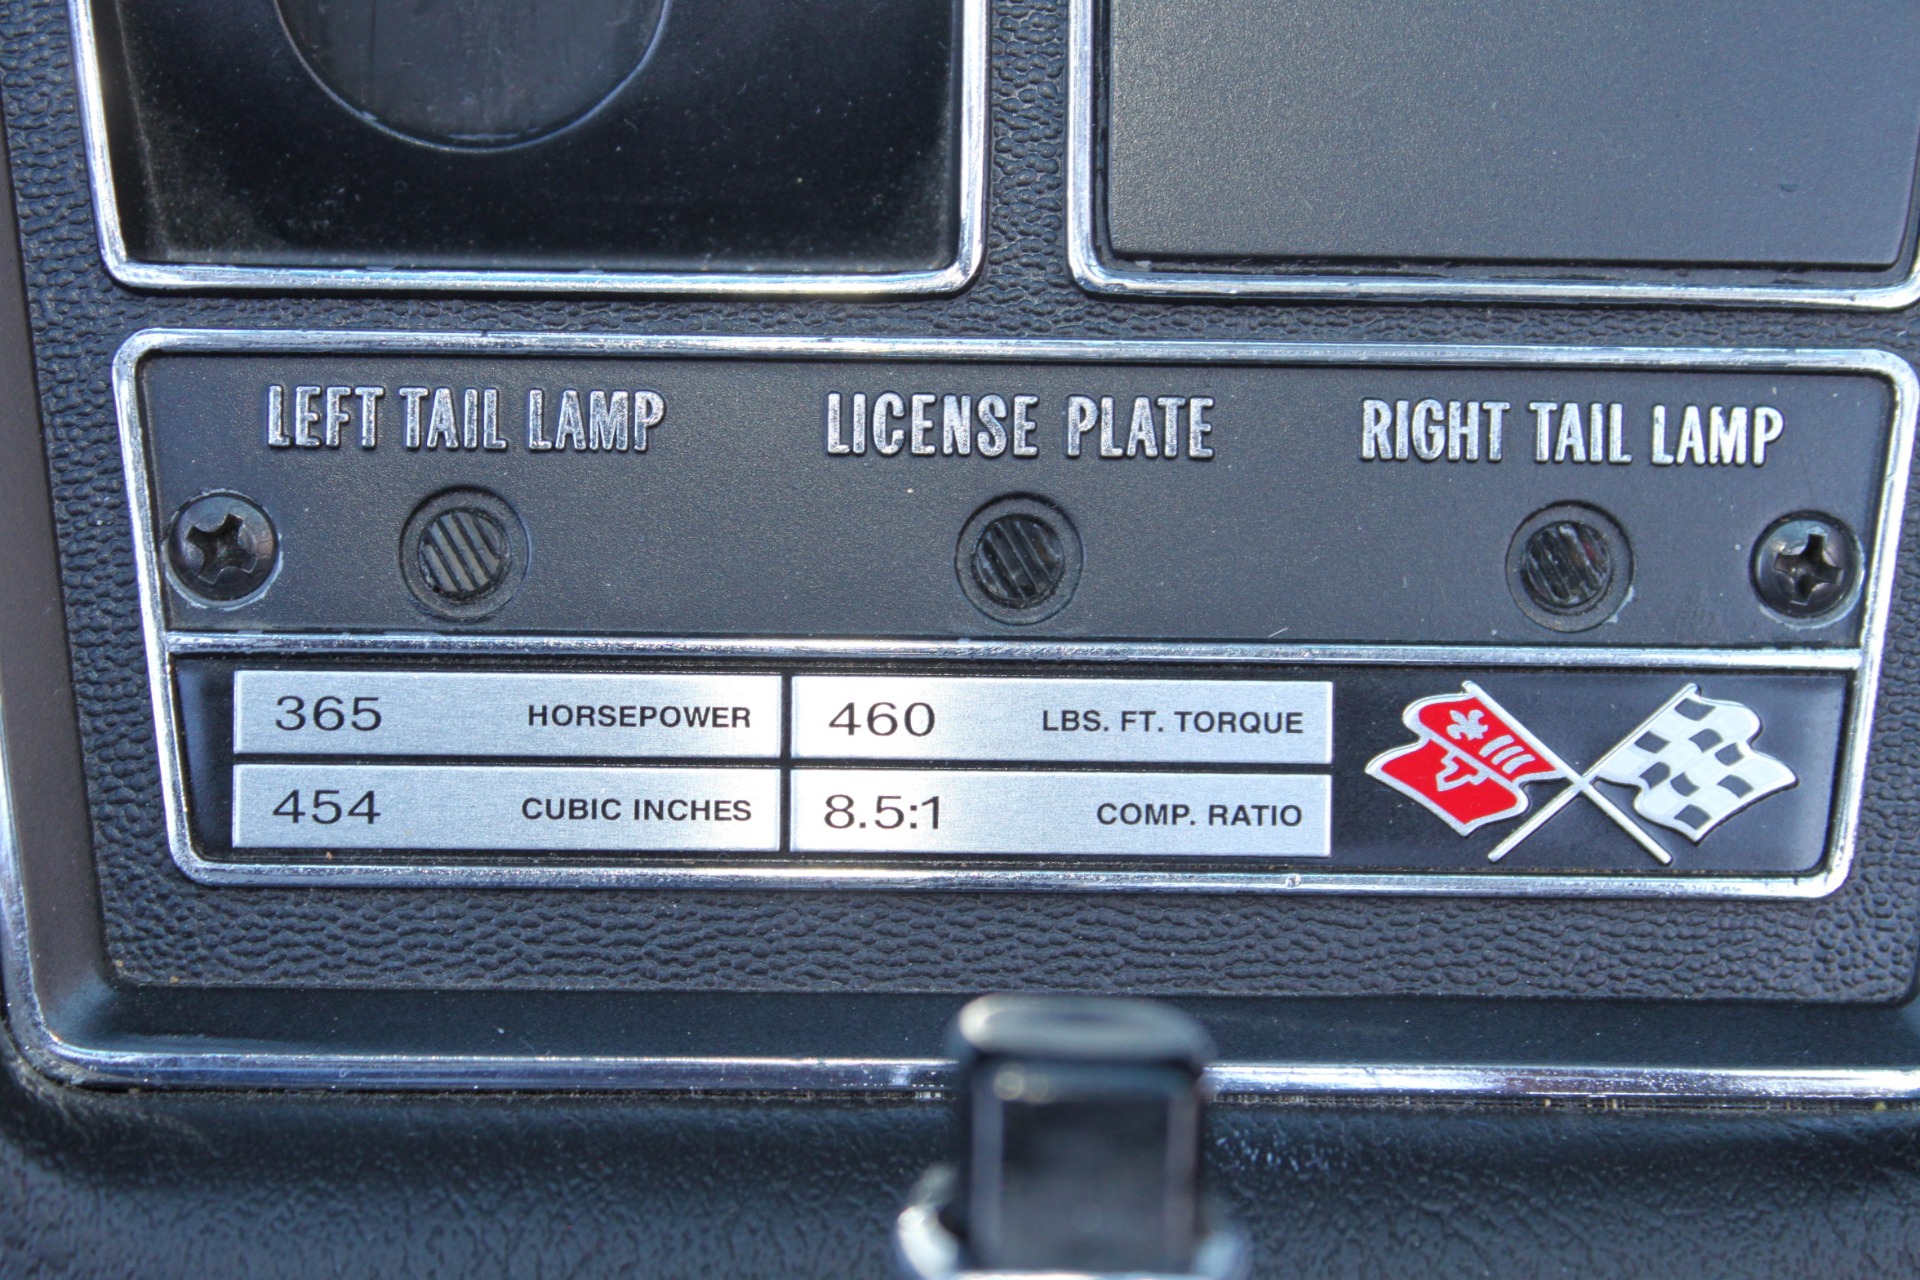 LEFT TAIL LAMP LICENSE PLATE RIGHT TAIL LAMP
365 HORSEPOWER 460 LBS. FT. TORQUE
454 CUBIC INCHES 8.5:1 COMP. RATIO